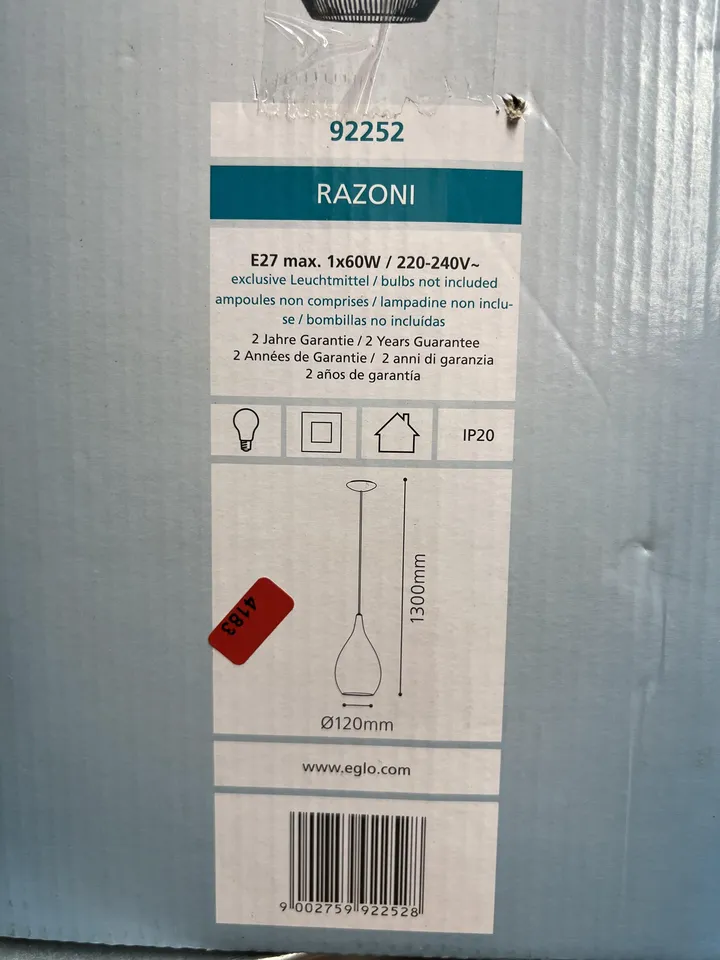 92252
RAZONI
E27 max. 1x60W / 220-240V~
exclusive Leuchtmittel / bulbs not included
ampoules non comprises / lampadine non inclu-
se / bombillas no incluídas
2 Jahre Garantie / 2 Years Guarantee
2 Années de Garantie / 2 anni di garanzia
2 años de garantía
IP20
1300mm
4183
Ø120mm
www.eglo.com
9 002759 922528